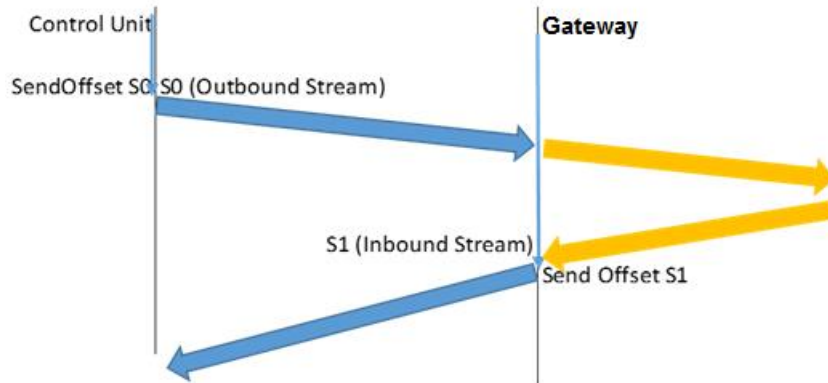 Control Unit
Gateway
SendOffset S0 S0 (Outbound Stream)
S1 (Inbound Stream)
Send Offset S1